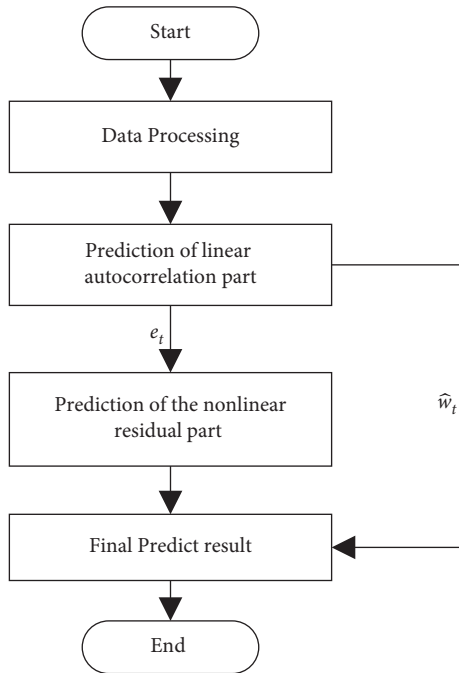 Start
Data Processing
Prediction of linear
autocorrelation part
e_t
Prediction of the nonlinear
residual part
ŵ_t
Final Predict result
End